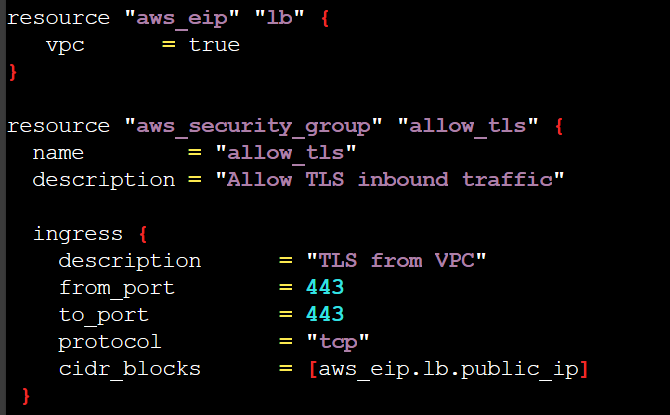 resource "aws_eip" "lb" {
   vpc      = true
}
resource "aws_security_group" "allow_tls" {
  name        = "allow_tls"
  description = "Allow TLS inbound traffic"
  ingress {
    description      = "TLS from VPC"
    from_port        = 443
    to_port          = 443
    protocol         = "tcp"
    cidr_blocks      = [aws_eip.lb.public_ip]
 }